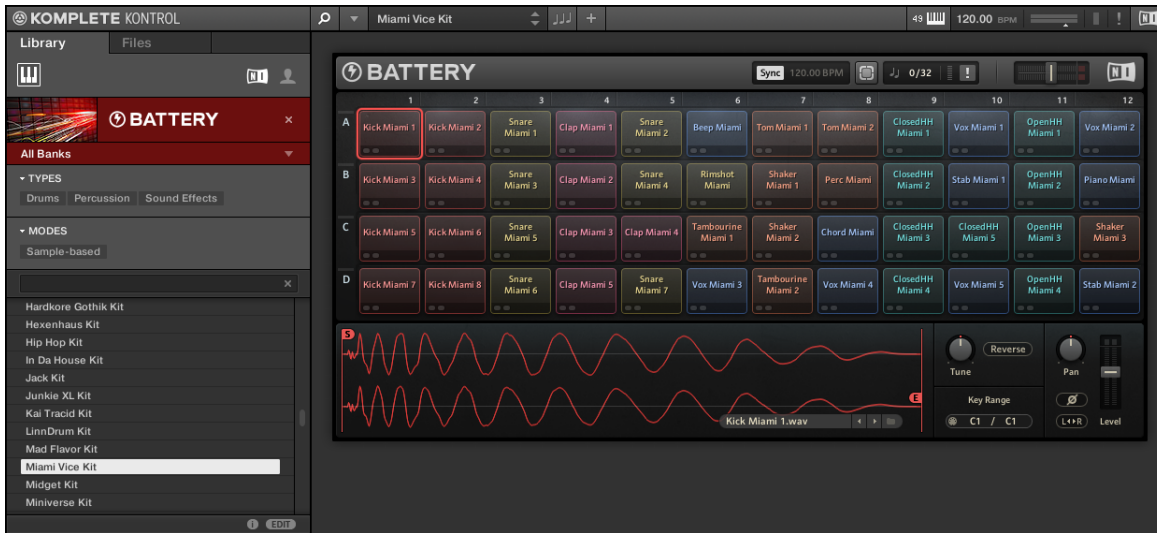 KOMPLETE KONTROL
Miami Vice Kit
49
120.00 BPM
Library
Files
BATTERY
All Banks
TYPES
Drums
Percussion
Sound Effects
MODES
Sample-based
Hardkore Gothik Kit
Hexenhaus Kit
Hip Hop Kit
In Da House Kit
Jack Kit
Junkie XL Kit
Kai Tracid Kit
LinnDrum Kit
Mad Flavor Kit
Miami Vice Kit
Midget Kit
Miniverse Kit
EDIT
BATTERY
Sync 120.00 BPM
0/32
NI
1 2 3 4 5 6 7 8 9 10 11 12
A
Kick Miami 1
Kick Miami 2
Snare
Miami 1
Clap Miami 1
Snare
Miami 2
Beep Miami
Tom Miami 1
Tom Miami 2
ClosedHH
Miami 1
Vox Miami 1
OpenHH
Miami 1
Vox Miami 2
B
Kick Miami 3
Kick Miami 4
Snare
Miami 3
Clap Miami 2
Snare
Miami 4
Rimshot
Miami
Shaker
Miami 1
Perc Miami
ClosedHH
Miami 2
Stab Miami 1
OpenHH
Miami 2
Piano Miami
C
Kick Miami 5
Kick Miami 6
Snare
Miami 5
Clap Miami 3
Clap Miami 4
Tambourine
Miami 1
Shaker
Miami 2
Chord Miami
ClosedHH
Miami 3
ClosedHH
Miami 5
OpenHH
Miami 3
Shaker
Miami 3
D
Kick Miami 7
Kick Miami 8
Snare
Miami 6
Clap Miami 5
Snare
Miami 7
Vox Miami 3
Tambourine
Miami 2
Vox Miami 4
ClosedHH
Miami 4
Vox Miami 5
OpenHH
Miami 4
Stab Miami 2
S
E
Kick Miami 1.wav
Tune
Reverse
Key Range
C1 / C1
Pan
L R
Level